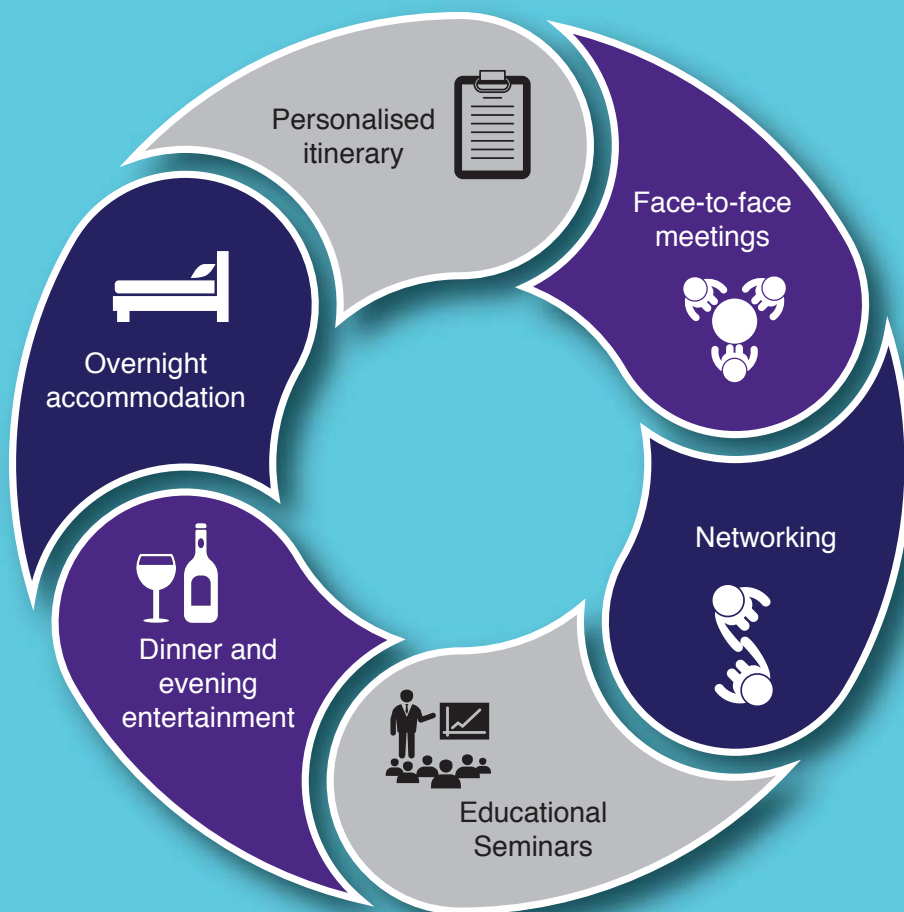 Personalised
itinerary
Face-to-face
meetings
Networking
Educational
Seminars
Dinner and
evening
entertainment
Overnight
accommodation